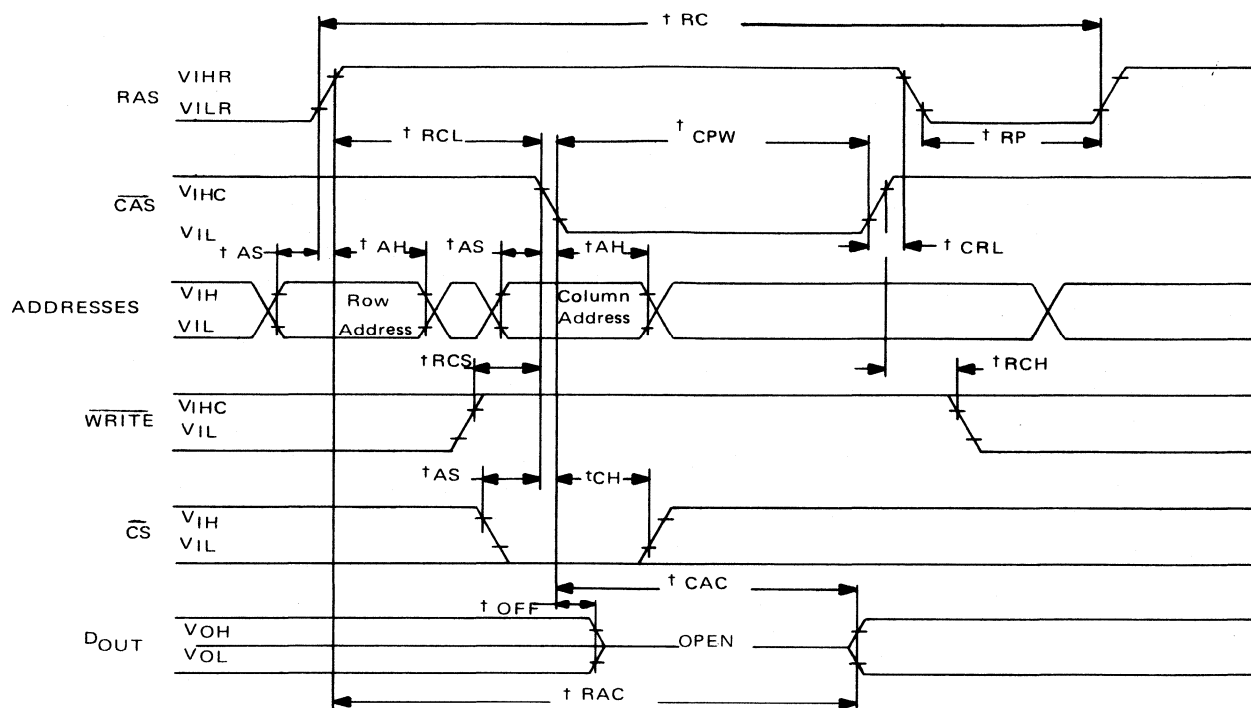 t RC
RAS
VIHR
VILR
t RCL
t CPW
t RP
CAS
VIHC
VIL
t AS
t AH
t AS
tAH
t CRL
ADDRESSES
VIH
VIL
Row
Address
Column
Address
tRCS
tRCH
WRITE
VIHC
VIL
tAS
tCH
CS
VIH
VIL
t CAC
t OFF
DOUT
VOH
VOL
OPEN
t RAC